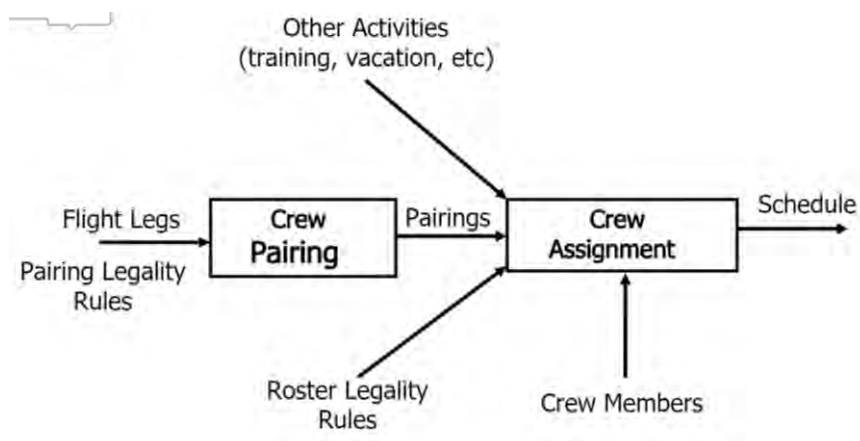 Other Activities
(training, vacation, etc)
Flight Legs
Pairing Legality
Rules
Crew
Pairing
Pairings
Crew
Assignment
Schedule
Roster Legality
Rules
Crew Members